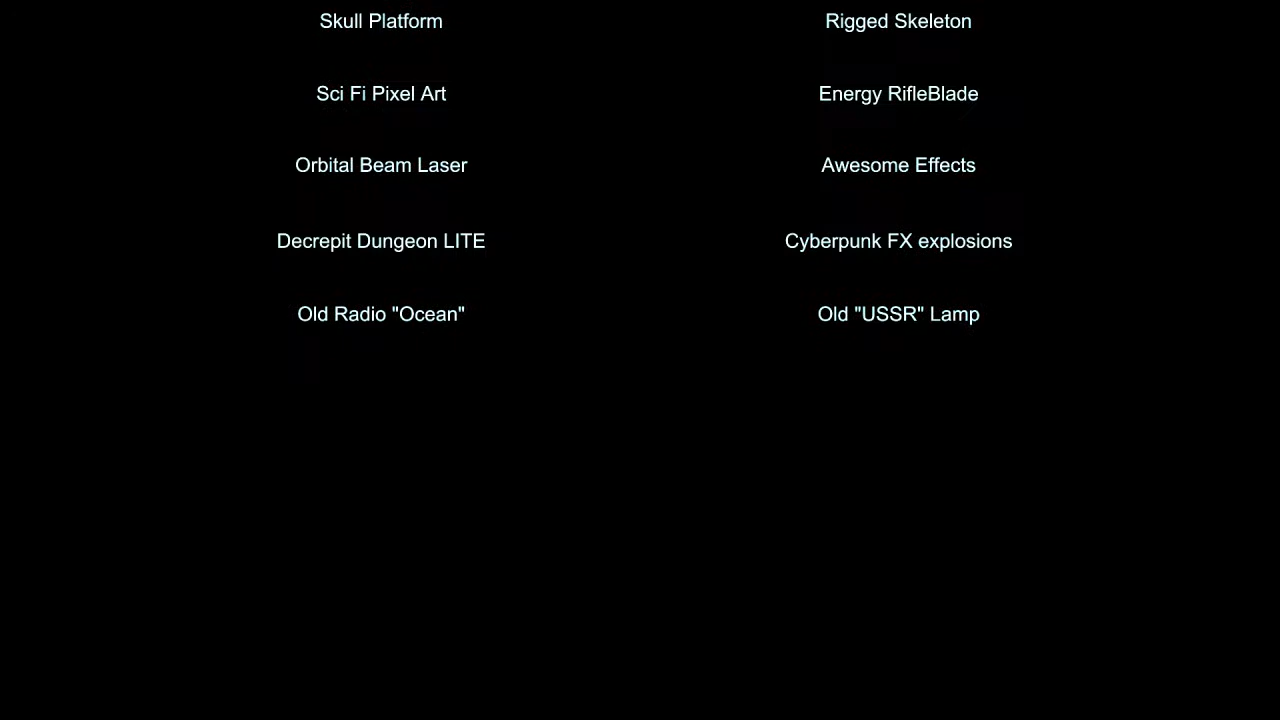 Skull Platform
Rigged Skeleton
Sci Fi Pixel Art
Energy RifleBlade
Orbital Beam Laser
Awesome Effects
Decrepit Dungeon LITE
Cyberpunk FX explosions
Old Radio "Ocean"
Old "USSR" Lamp